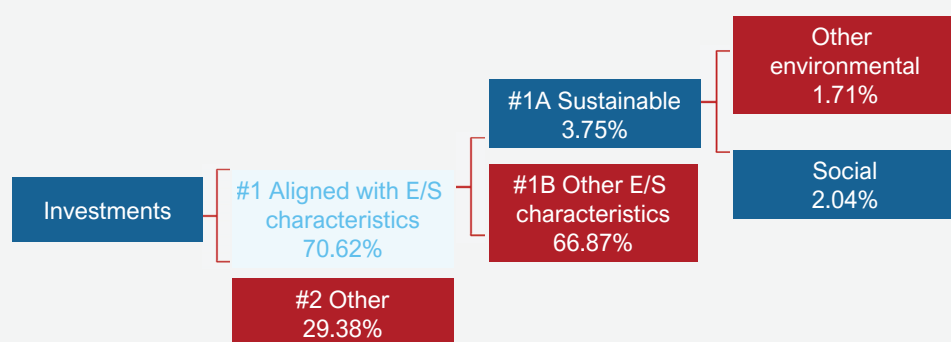 Investments
#1 Aligned with E/S
characteristics
70.62%
#2 Other
29.38%
#1A Sustainable
3.75%
#1B Other E/S
characteristics
66.87%
Other
environmental
1.71%
Social
2.04%